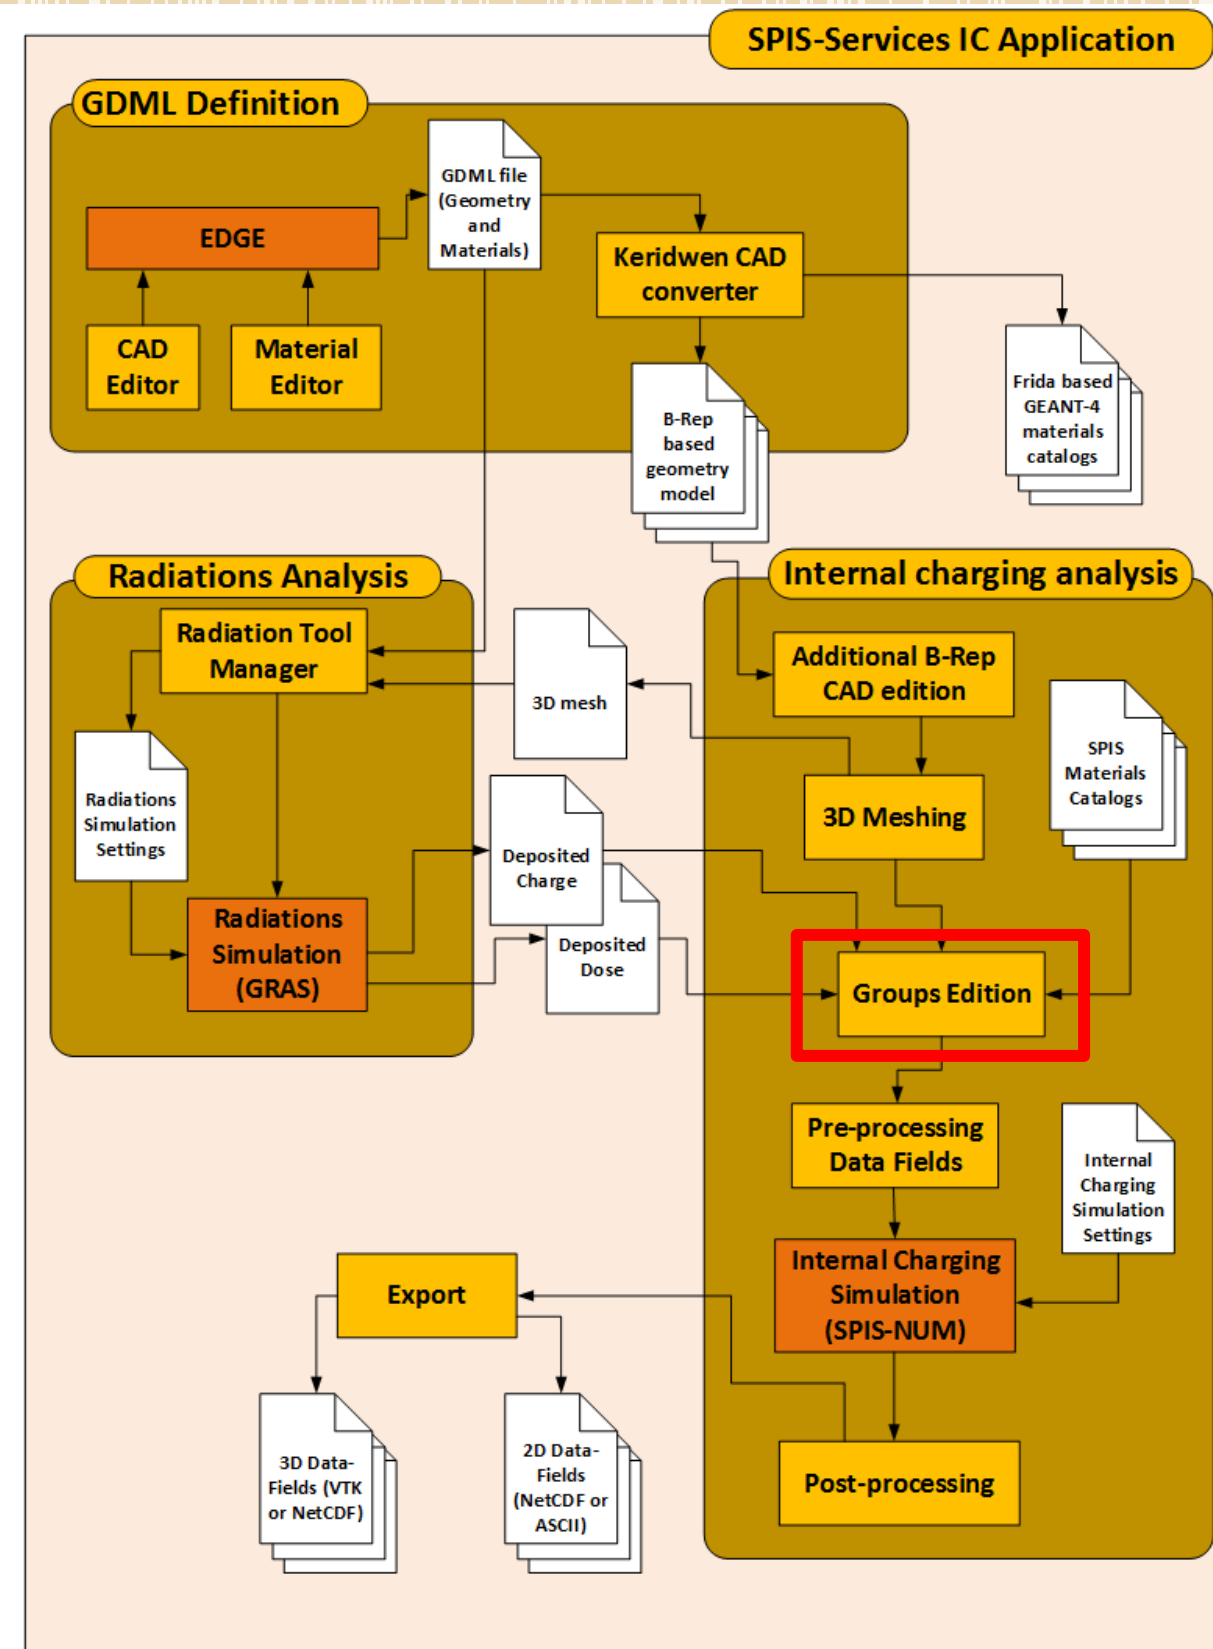 SPIS-Services IC Application
GDML Definition
GDML file
(Geometry
and
Materials)
EDGE
Keridwen CAD
converter
CAD
Editor
Material
Editor
Frida based
GEANT-4
materials
catalogs
B-Rep
based
geometry
model
Radiations Analysis
Internal charging analysis
Radiation Tool
Manager
Additional B-Rep
CAD edition
3D mesh
SPIS
Materials
Catalogs
Radiations
Simulation
Settings
3D Meshing
Deposited
Charge
Radiations
Simulation
(GRAS)
Deposited
Dose
Groups Edition
Pre-processing
Data Fields
Internal
Charging
Simulation
Settings
Internal Charging
Simulation
(SPIS-NUM)
Export
3D Data-
Fields (VTK
or NetCDF)
2D Data-
Fields
(NetCDF or
ASCII)
Post-processing